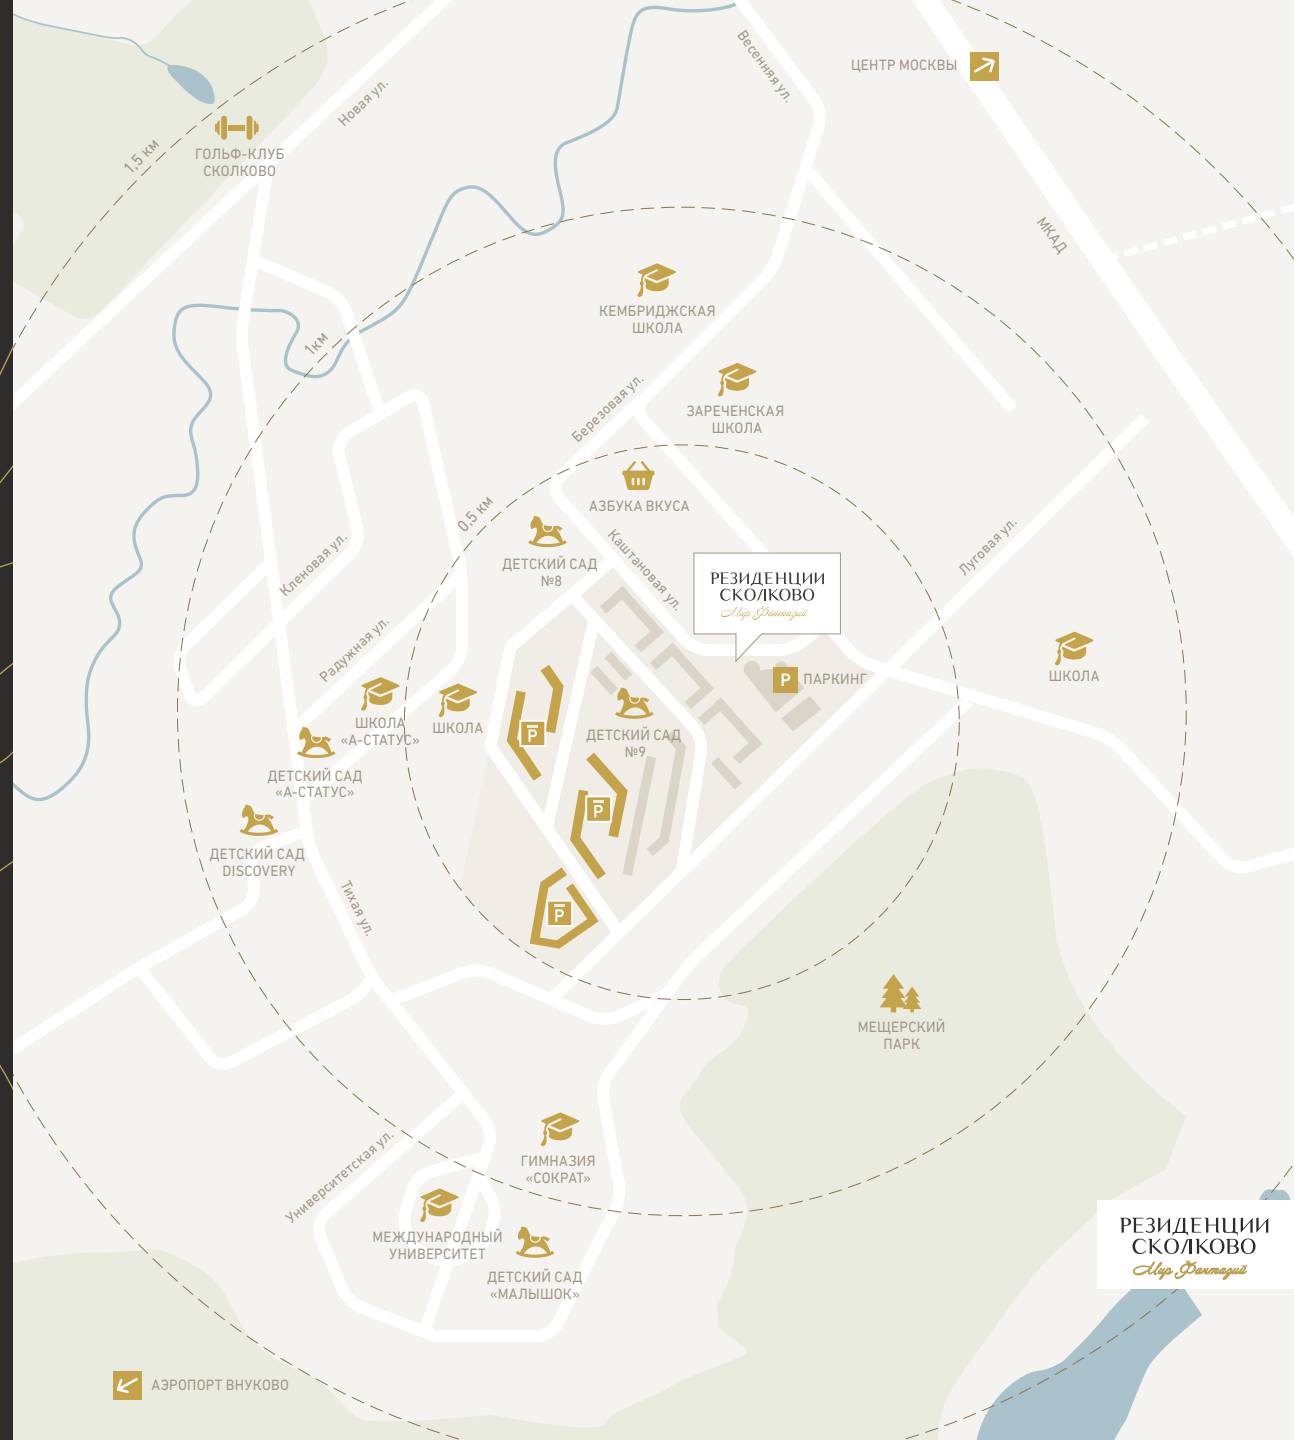 Весенняя ул.
ЦЕНТР МОСКВЫ
Новая ул.
1,5 км
ГОЛЬФ-КЛУБ
СКОЛКОВО
МКАД
КЕМБРИДЖСКАЯ
ШКОЛА
1км
Березовая ул.
ЗАРЕЧЕНСКАЯ
ШКОЛА
0,5 км
АЗБУКА ВКУСА
Кленовая ул.
ДЕТСКИЙ САД
№8
Каштановая ул.
Луговая ул.
РЕЗИДЕНЦИИ
СКОЛКОВО
Мир Фантазий
Радужная ул.
ШКОЛА
P
ПАРКИНГ
ШКОЛА
«А-СТАТУС»
ШКОЛА
P
ДЕТСКИЙ САД
№9
ДЕТСКИЙ САД
«А-СТАТУС»
P
ДЕТСКИЙ САД
DISCOVERY
Тихая ул.
P
МЕЩЕРСКИЙ
ПАРК
Университетская ул.
ГИМНАЗИЯ
«СОКРАТ»
МЕЖДУНАРОДНЫЙ
УНИВЕРСИТЕТ
ДЕТСКИЙ САД
«МАЛЫШОК»
РЕЗИДЕНЦИИ
СКОЛКОВО
Мир Фантазий
АЭРОПОРТ ВНУКОВО